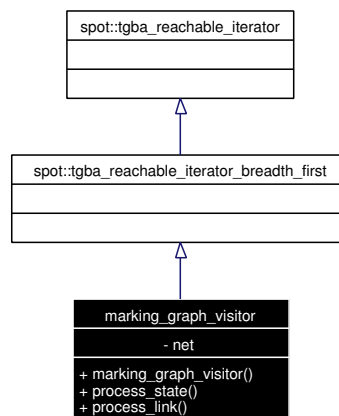 spot::tgba_reachable_iterator
spot::tgba_reachable_iterator_breadth_first
marking_graph_visitor
- net
+ marking_graph_visitor()
+ process_state()
+ process_link()